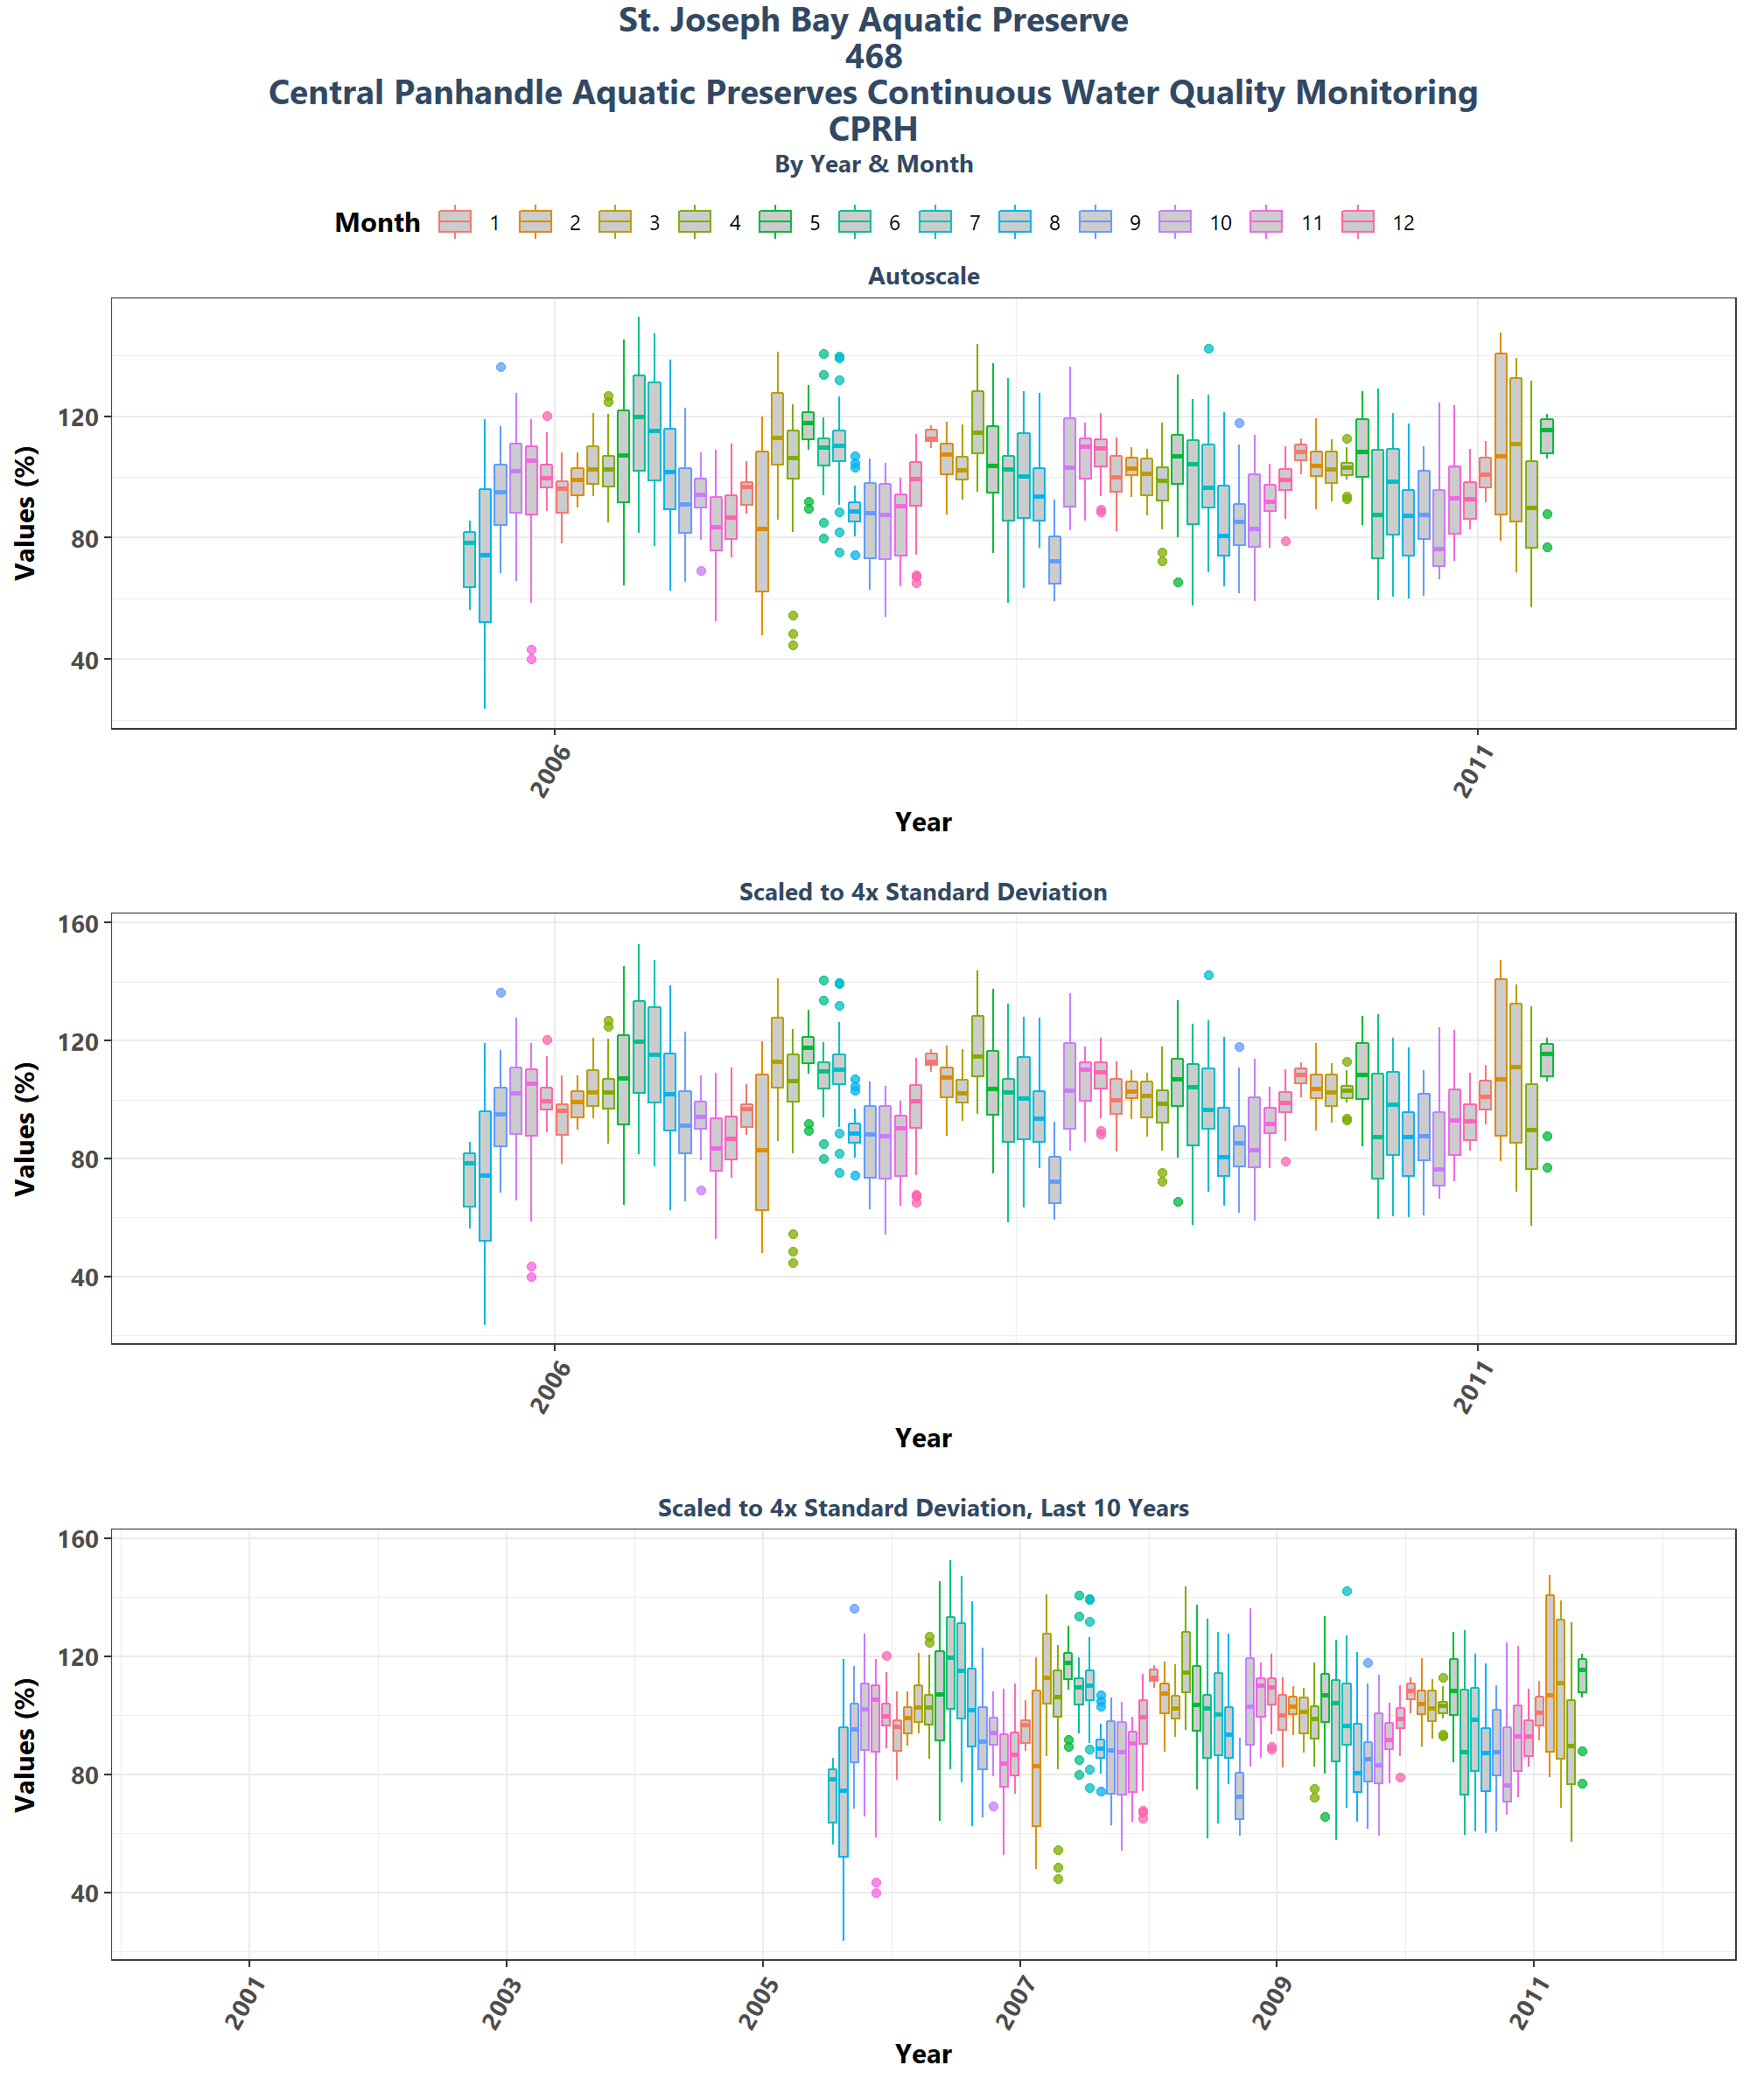 St. Joseph Bay Aquatic Preserve
468
Central Panhandle Aquatic Preserves Continuous Water Quality Monitoring
CPRH
By Year & Month
Month 1 2 3 4 5 6 7 8 9 10 11 12
Autoscale
Values (%)
120
80
40
2006 2011
Year
Scaled to 4x Standard Deviation
Values (%)
160
120
80
40
2006 2011
Year
Scaled to 4x Standard Deviation, Last 10 Years
Values (%)
160
120
80
40
2001 2003 2005 2007 2009 2011
Year